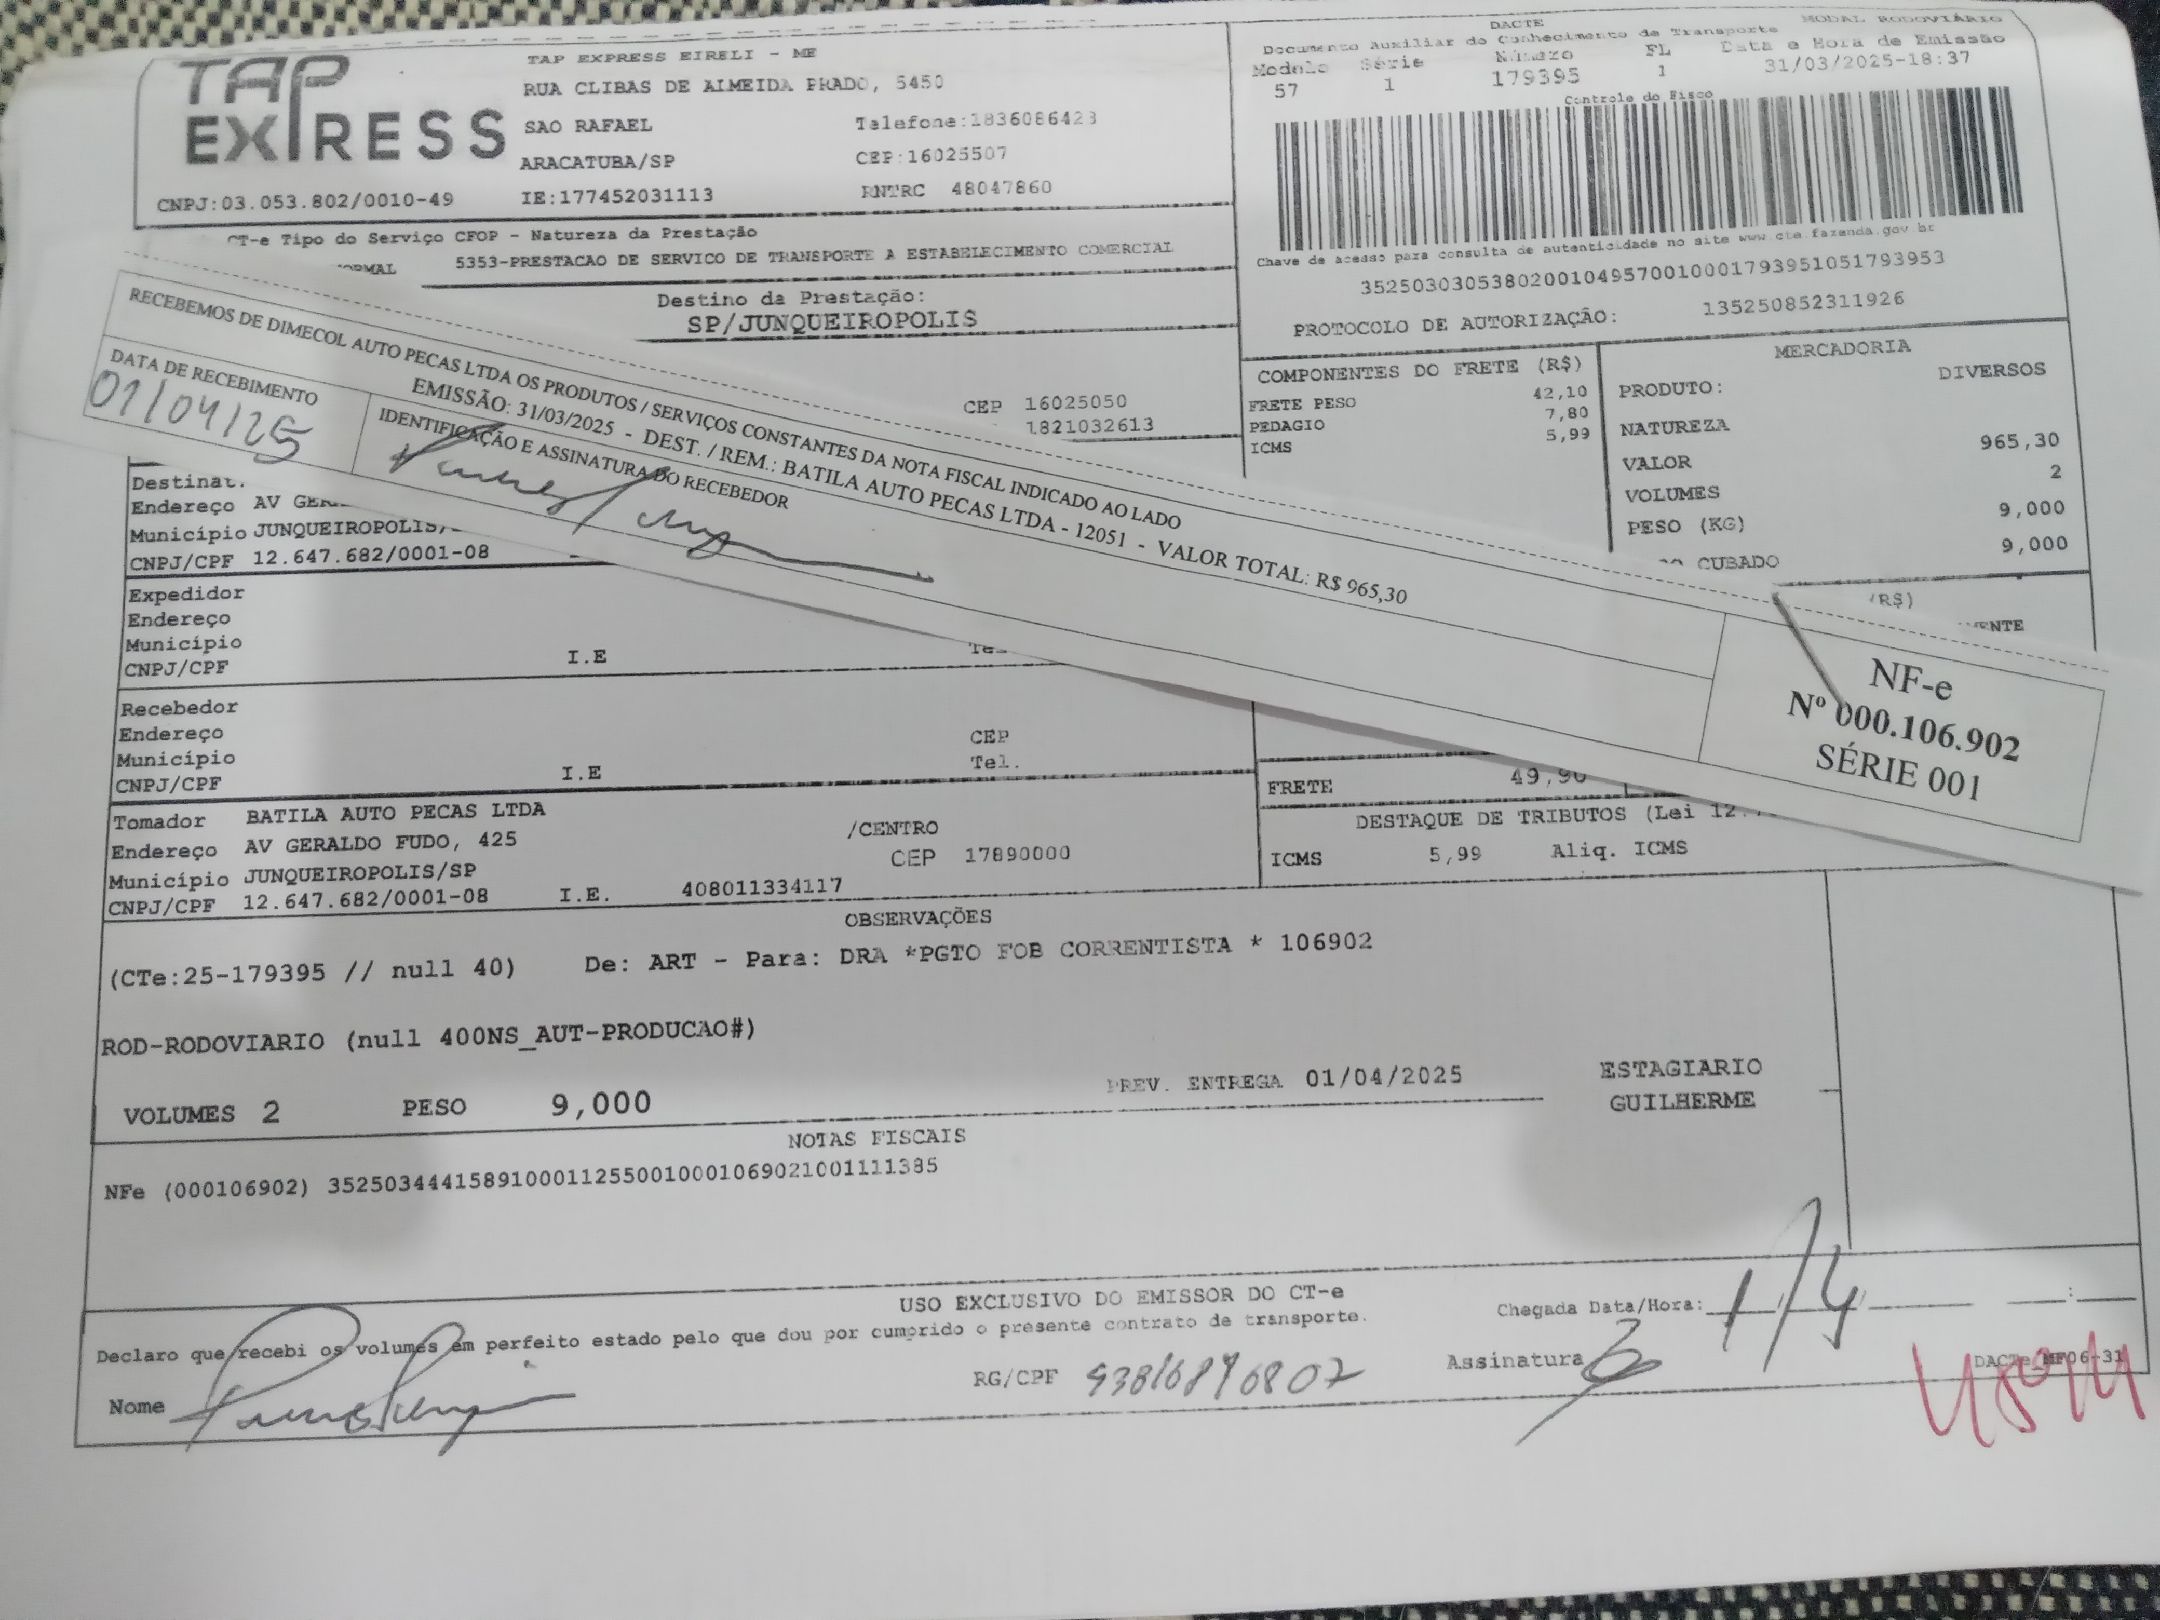 TAP EXPRESS
TAP EXPRESS EIRELI - ME
RUA CLIBAS DE ALMEIDA PRADO, 5450
SAO RAFAEL Telefone:1836086423
ARACATUBA/SP CEP:16025507
CNPJ:03.053.802/0010-49 IE:177452031113 RNTRC 48047860
DACTE MODAL RODOVIÁRIO
Documento Auxiliar do Conhecimento de Transporte
Modelo Série Número FL Data e Hora de Emissão
57 1 179395 1 31/03/2025-18:37
Controle do Fisco
Chave de acesso para consulta de autenticidade no site www.cte.fazenda.gov.br
35250303053802001049570010001793951051793953
PROTOCOLO DE AUTORIZAÇÃO: 135250852311926
CT-e Tipo do Serviço CFOP - Natureza da Prestação
5353-PRESTACAO DE SERVICO DE TRANSPORTE A ESTABELECIMENTO COMERCIAL
Destino da Prestação:
SP/JUNQUEIROPOLIS
CEP 16025050
1821032613
COMPONENTES DO FRETE (R$)
FRETE PESO 42,10
PEDAGIO 7,80
ICMS 5,99
MERCADORIA
PRODUTO: DIVERSOS
NATUREZA
VALOR 965,30
VOLUMES 2
PESO (KG) 9,000
CUBADO 9,000
(R$)
RECEBEMOS DE DIMECOL AUTO PECAS LTDA OS PRODUTOS / SERVIÇOS CONSTANTES DA NOTA FISCAL INDICADO AO LADO
EMISSÃO: 31/03/2025 - DEST. / REM.: BATILA AUTO PECAS LTDA - 12051 - VALOR TOTAL: R$ 965,30
DATA DE RECEBIMENTO
01/04/25
IDENTIFICAÇÃO E ASSINATURA DO RECEBEDOR
NF-e
Nº 000.106.902
SÉRIE 001
Destinat.
Endereço AV
Município JUNQUEIROPOLIS
CNPJ/CPF 12.647.682/0001-08
Expedidor
Endereço
Município
CNPJ/CPF I.E
Recebedor
Endereço CEP
Município Tel.
CNPJ/CPF I.E
Tomador BATILA AUTO PECAS LTDA
Endereço AV GERALDO FUDO, 425 /CENTRO
Município JUNQUEIROPOLIS/SP CEP 17890000
CNPJ/CPF 12.647.682/0001-08 I.E. 408011334117
FRETE 49,90
DESTAQUE DE TRIBUTOS (Lei
ICMS 5,99 Aliq. ICMS
OBSERVAÇÕES
(CTe:25-179395 // null 40) De: ART - Para: DRA *PGTO FOB CORRENTISTA * 106902
ROD-RODOVIARIO (null 400NS_AUT-PRODUCAO#)
VOLUMES 2 PESO 9,000 PREV. ENTREGA 01/04/2025
ESTAGIARIO
GUILHERME
NOTAS FISCAIS
NFe (000106902) 35250344415891000112550010001069021001111385
USO EXCLUSIVO DO EMISSOR DO CT-e
Declaro que recebi os volumes em perfeito estado pelo que dou por cumprido o presente contrato de transporte.
Chegada Data/Hora: 1/4
Nome RG/CPF Assinatura